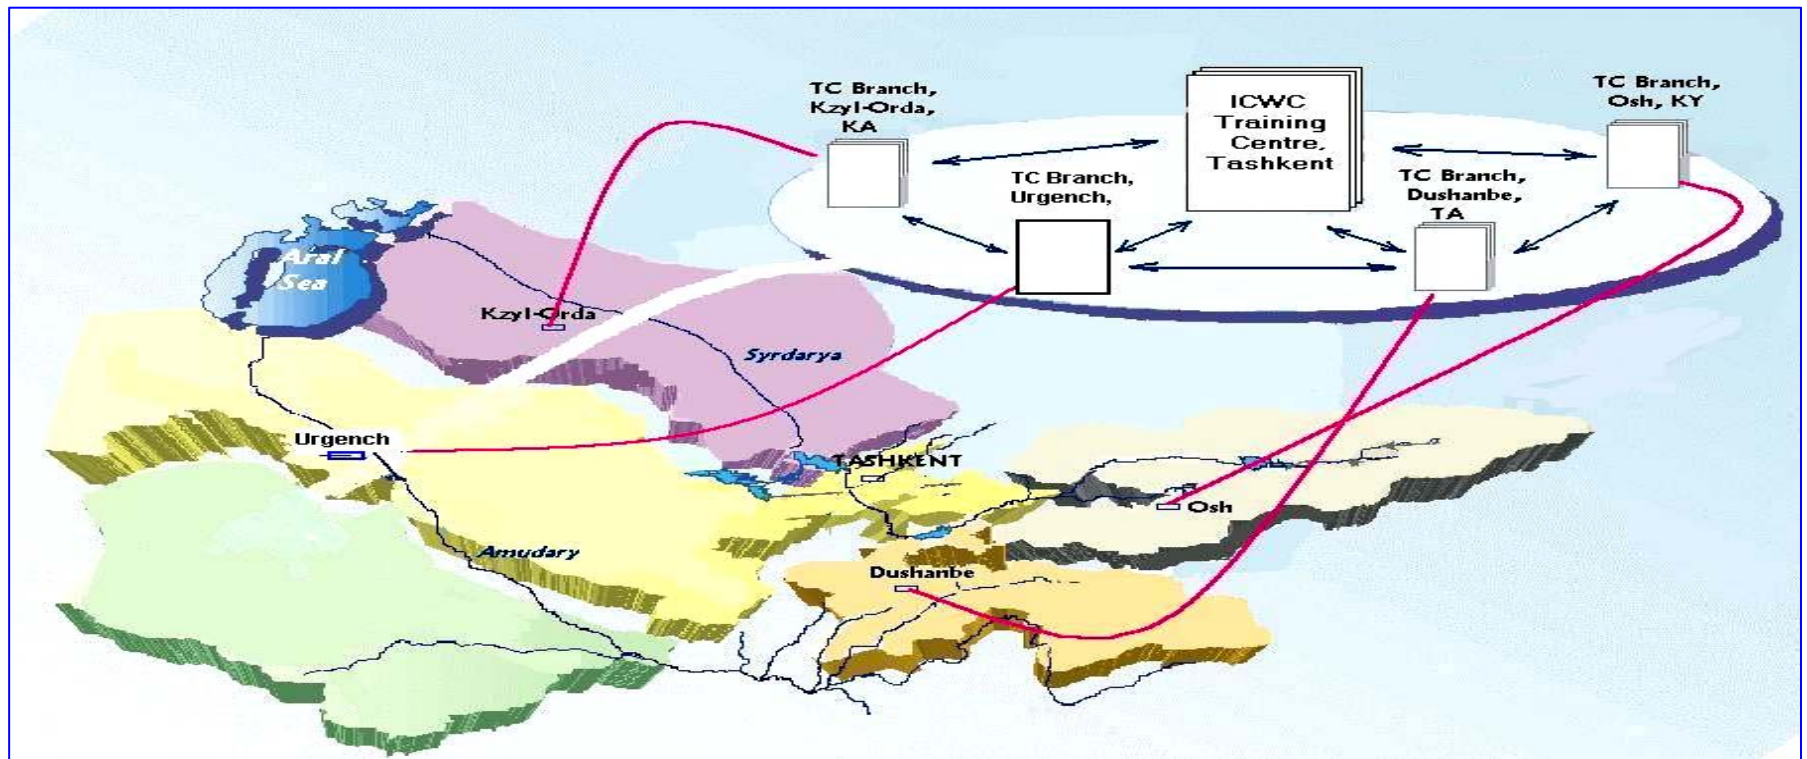 TC Branch,
Kzyl-Orda,
KA
ICWC
Training
Centre,
Tashkent
TC Branch,
Osh, KY
TC Branch,
Urgench,
TC Branch,
Dushanbe,
TA
Aral
Sea
Kzyl-Orda
Syrdarya
Urgench
TASHKENT
Osh
Amudary
Dushanbe